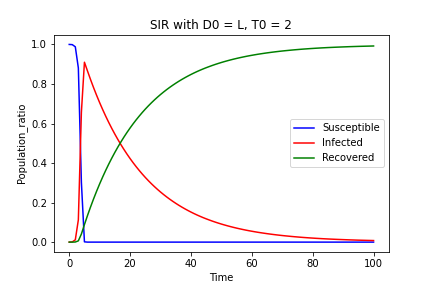 SIR with D0 = L, T0 = 2
Population_ratio
1.0
0.8
0.6
0.4
0.2
0.0
Susceptible
Infected
Recovered
0
20
40
60
80
100
Time